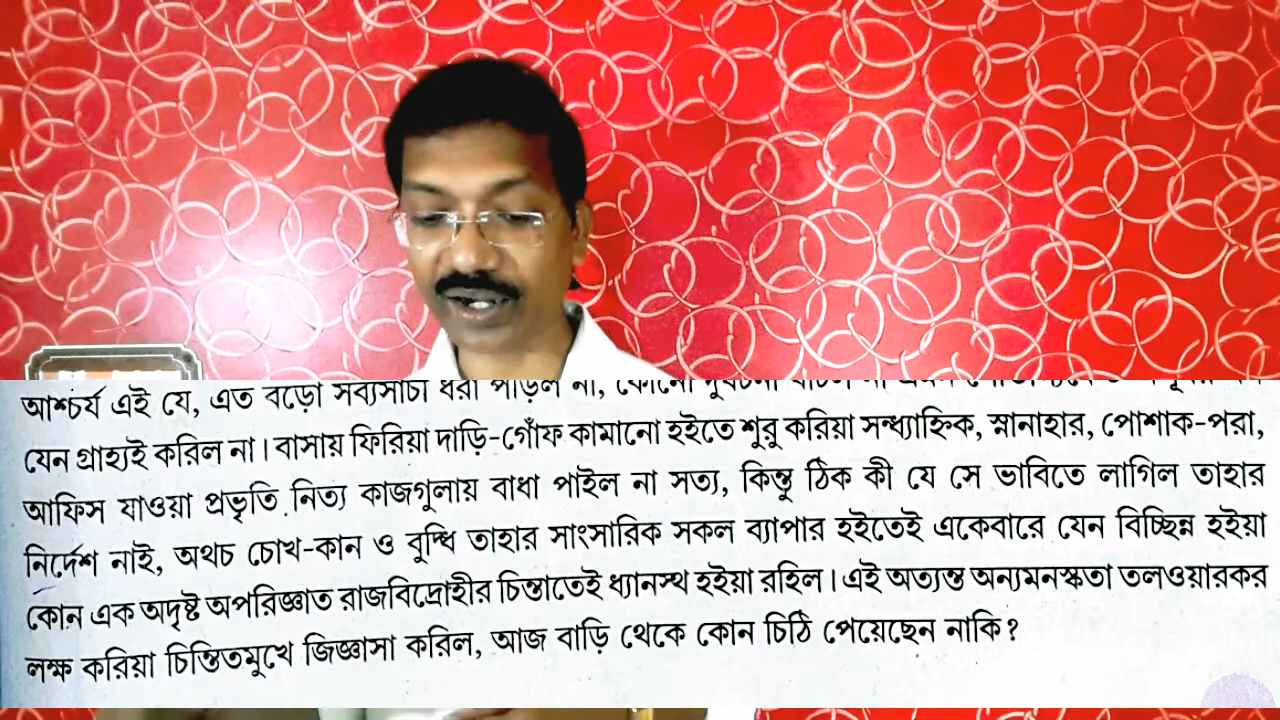 আশ্চর্য এই যে, এত বড়ো সব্যসাচী ধরা পড়িল না, কোনো
যেন গ্রাহ্যই করিল না। বাসায় ফিরিয়া দাড়ি-গোঁফ কামানো হইতে শুরু করিয়া সন্ধ্যাহ্নিক, স্নানাহার, পোশাক-পরা,
আফিস যাওয়া প্রভৃতি নিত্য কাজগুলায় বাধা পাইল না সত্য, কিন্তু ঠিক কী যে সে ভাবিতে লাগিল তাহার
নির্দেশ নাই, অথচ চোখ-কান ও বুদ্ধি তাহার সাংসারিক সকল ব্যাপার হইতেই একেবারে যেন বিচ্ছিন্ন হইয়া
কোন এক অদৃষ্ট অপরিজ্ঞাত রাজবিদ্রোহীর চিন্তাতেই ধ্যানস্থ হইয়া রহিল। এই অত্যন্ত অন্যমনস্কতা তলওয়ারকর
লক্ষ করিয়া চিন্তিতমুখে জিজ্ঞাসা করিল, আজ বাড়ি থেকে কোন চিঠি পেয়েছেন নাকি?